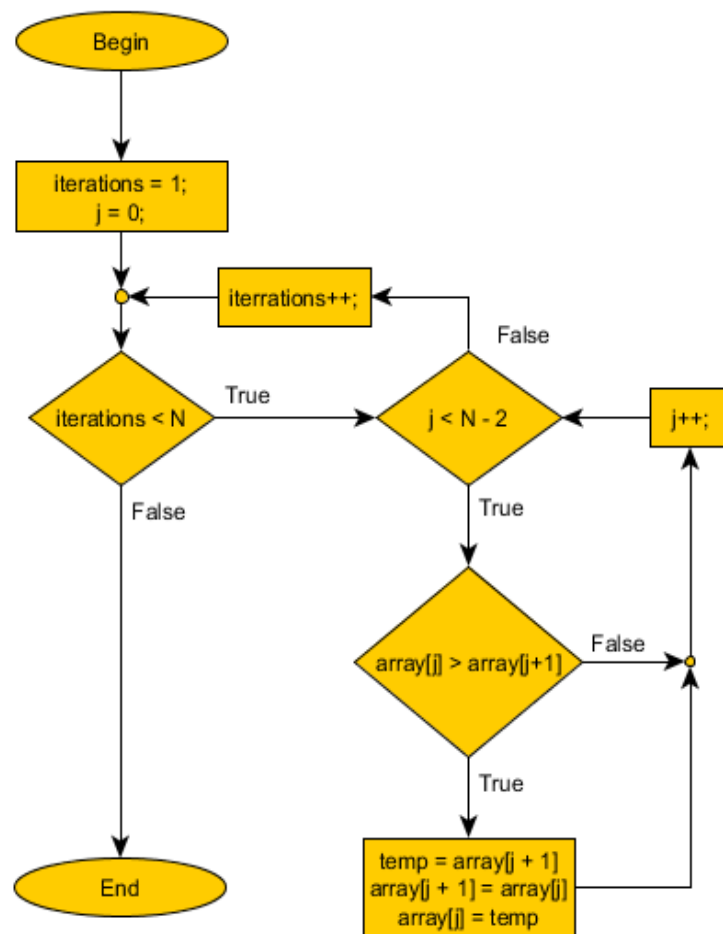 Begin
iterations = 1;
j = 0;
iterrations++;
False
iterations < N
True
j < N - 2
j++;
False
True
array[j] > array[j+1]
False
True
temp = array[j + 1]
array[j + 1] = array[j]
array[j] = temp
End